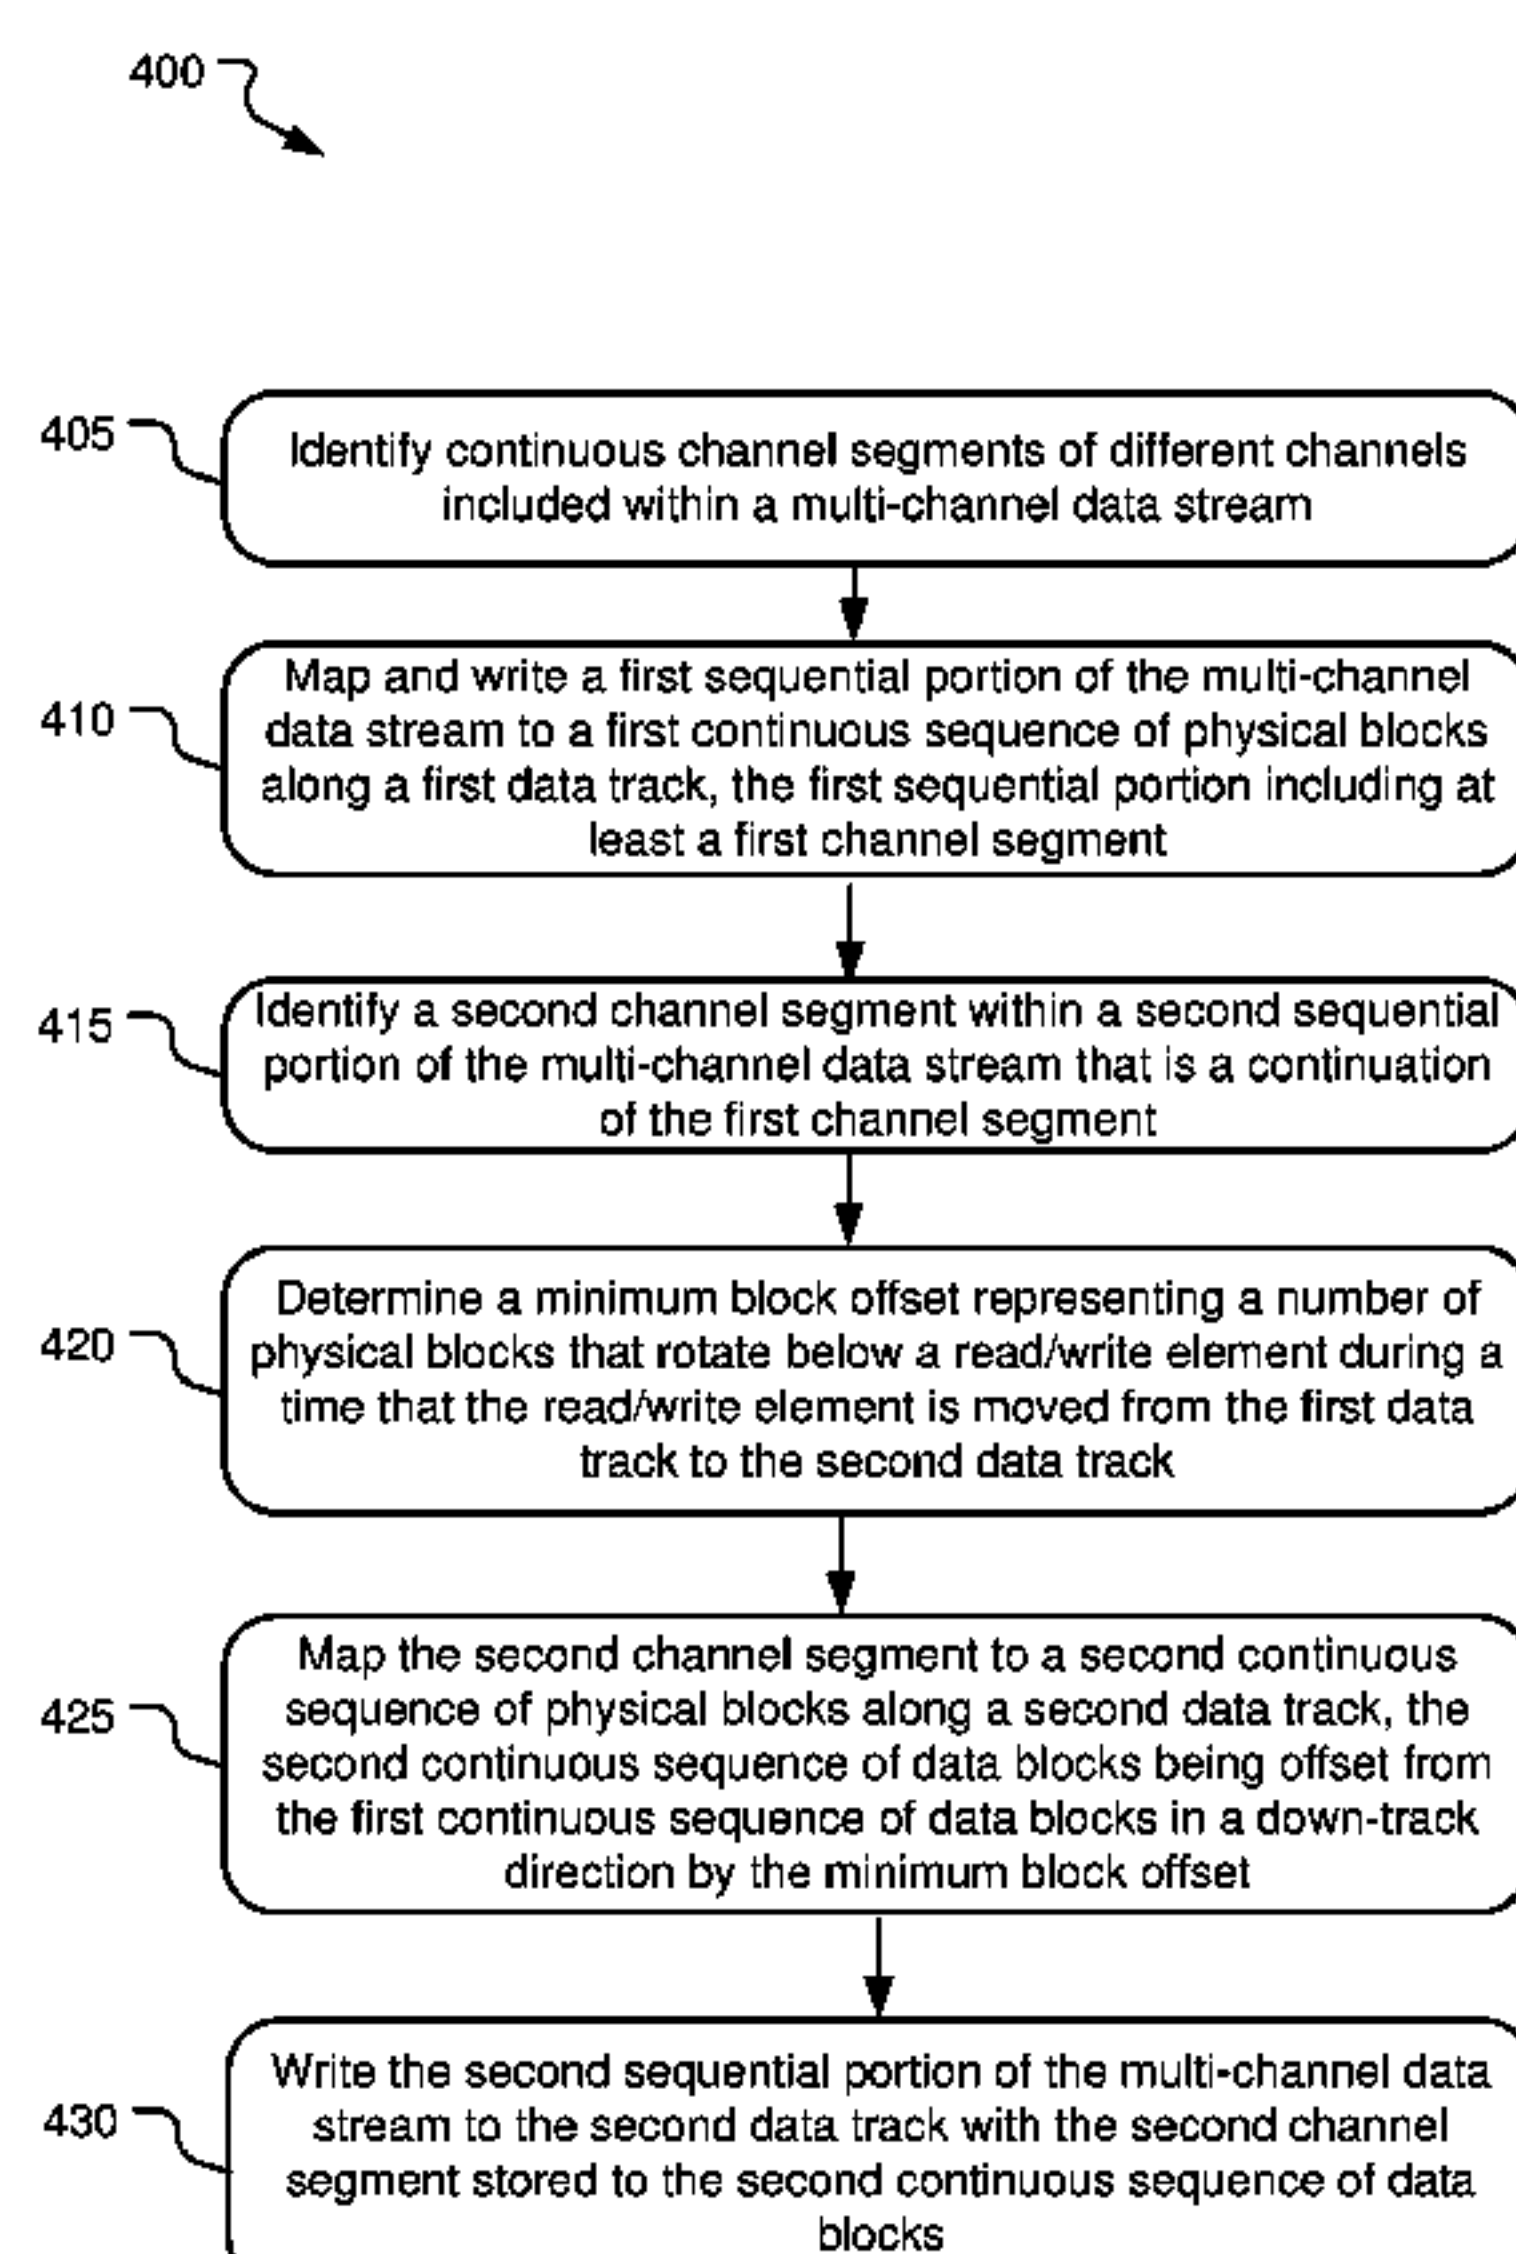 400
405
Identify continuous channel segments of different channels
included within a multi-channel data stream
410
Map and write a first sequential portion of the multi-channel
data stream to a first continuous sequence of physical blocks
along a first data track, the first sequential portion including at
least a first channel segment
415
Identify a second channel segment within a second sequential
portion of the multi-channel data stream that is a continuation
of the first channel segment
420
Determine a minimum block offset representing a number of
physical blocks that rotate below a read/write element during a
time that the read/write element is moved from the first data
track to the second data track
425
Map the second channel segment to a second continuous
sequence of physical blocks along a second data track, the
second continuous sequence of data blocks being offset from
the first continuous sequence of data blocks in a down-track
direction by the minimum block offset
430
Write the second sequential portion of the multi-channel data
stream to the second data track with the second channel
segment stored to the second continuous sequence of data
blocks